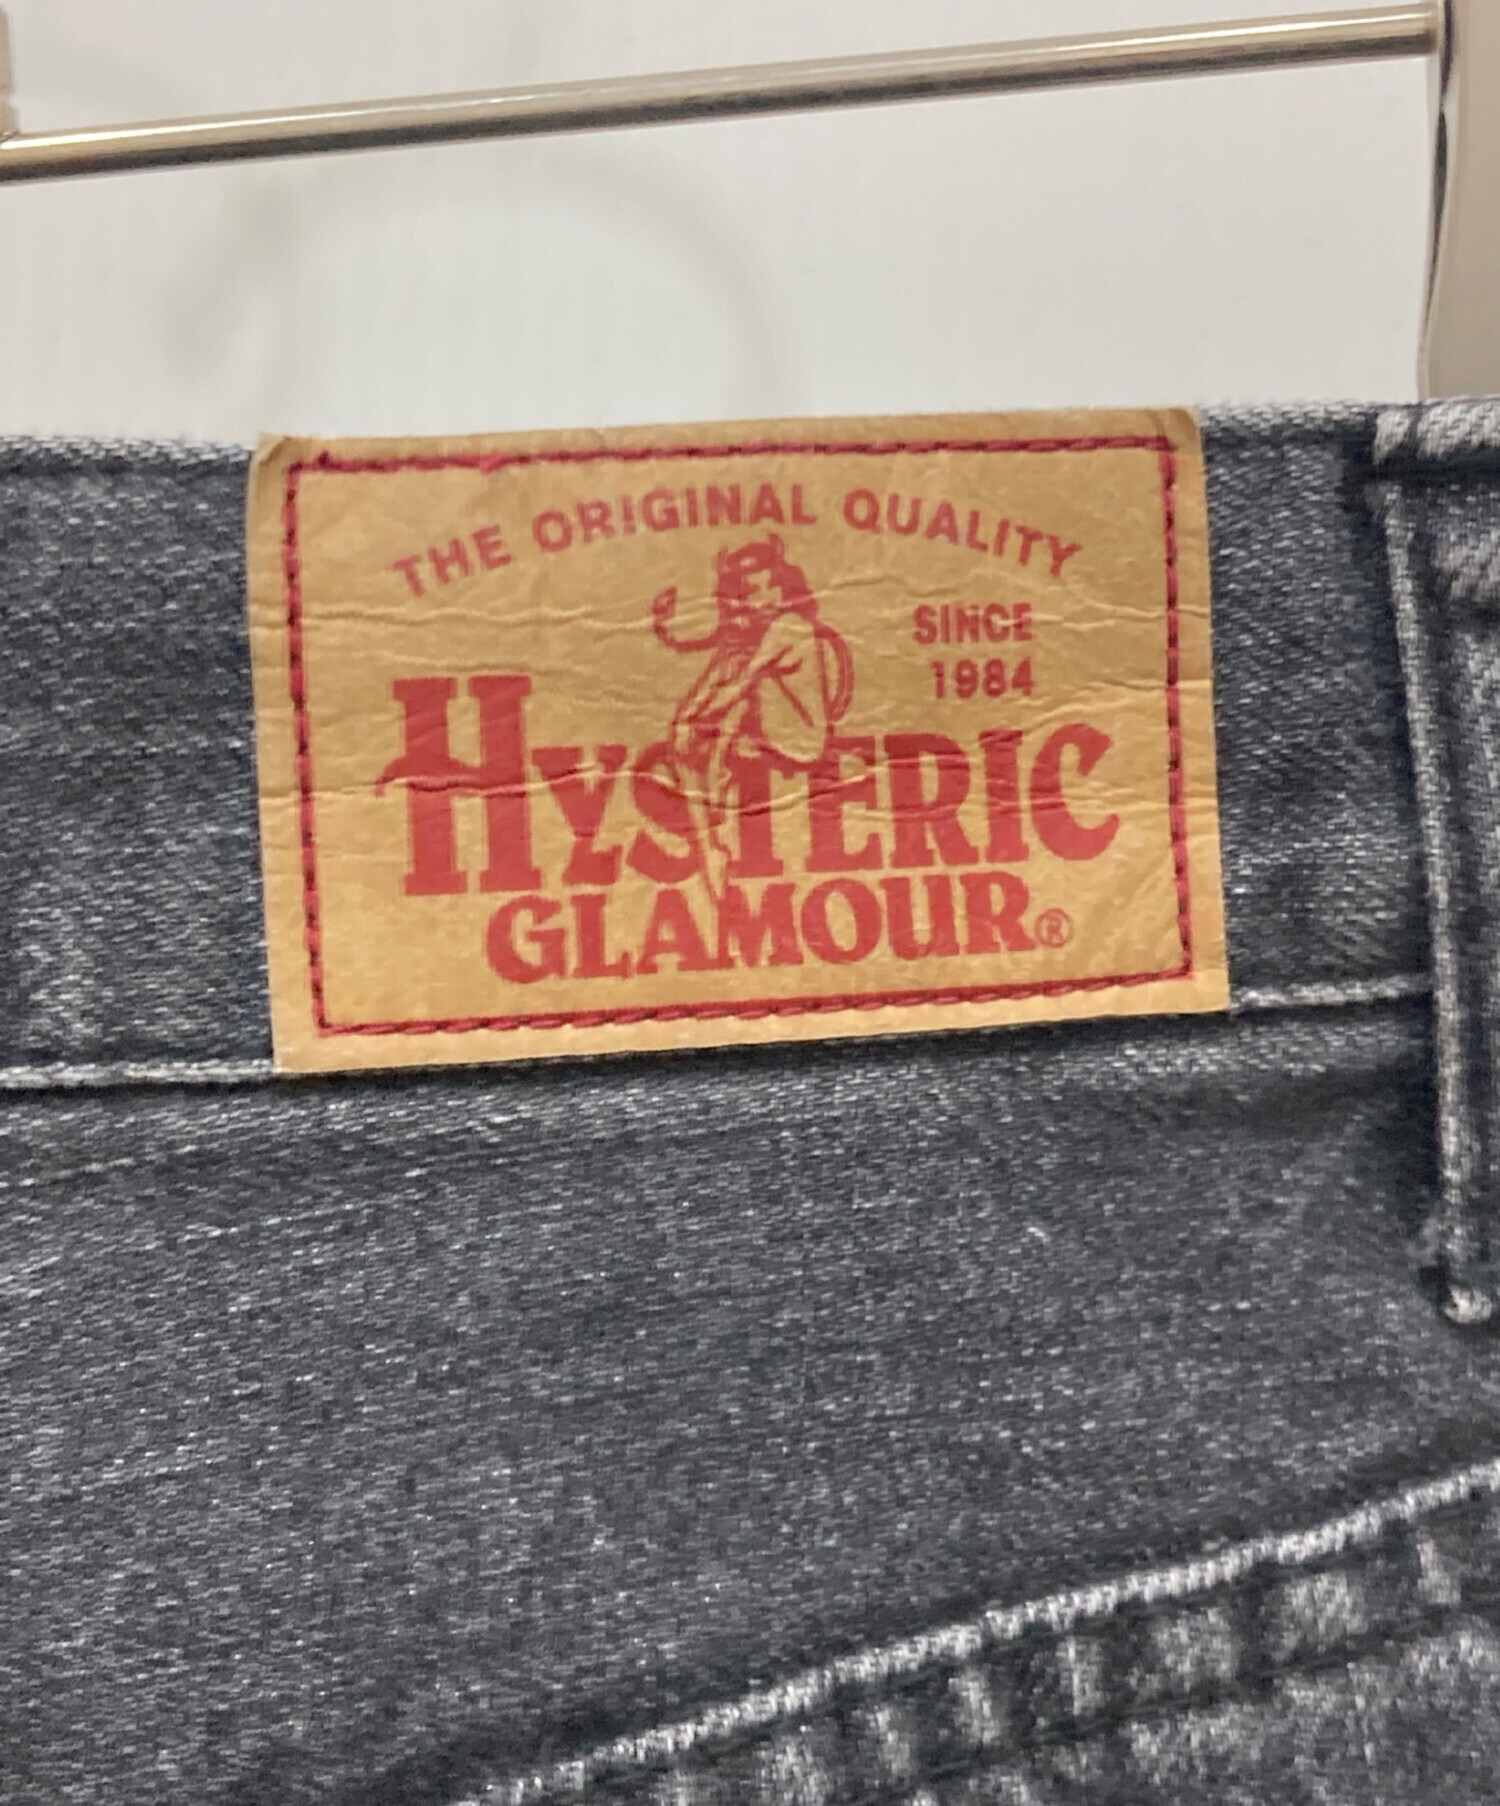 THE ORIGINAL QUALITY
SINCE
1984
HYSTERIC
GLAMOUR®